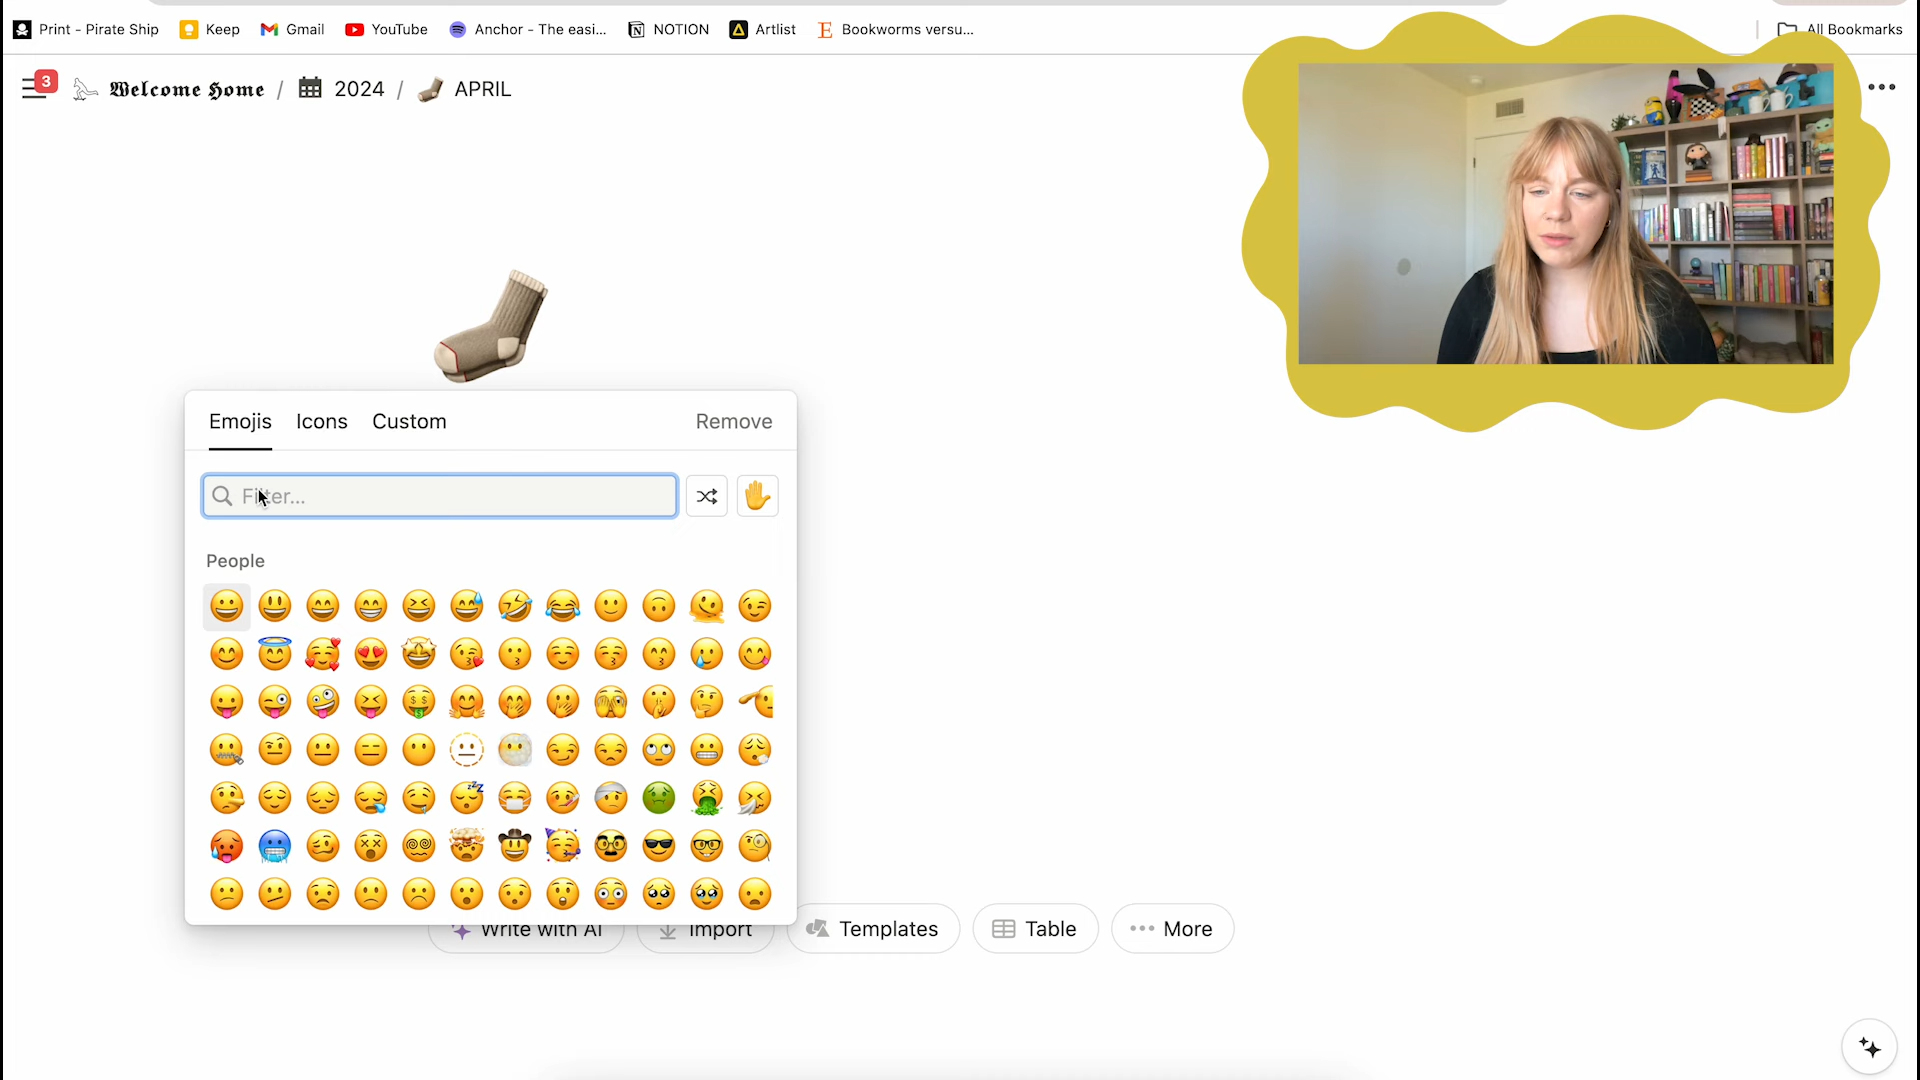 Print - Pirate Ship Keep Gmail YouTube Anchor - The easi... NOTION Artlist Bookworms versu... All Bookmarks
3 Welcome Home / 2024 / APRIL
Emojis Icons Custom Remove
Filter...
People
Write with AI Import Templates Table More